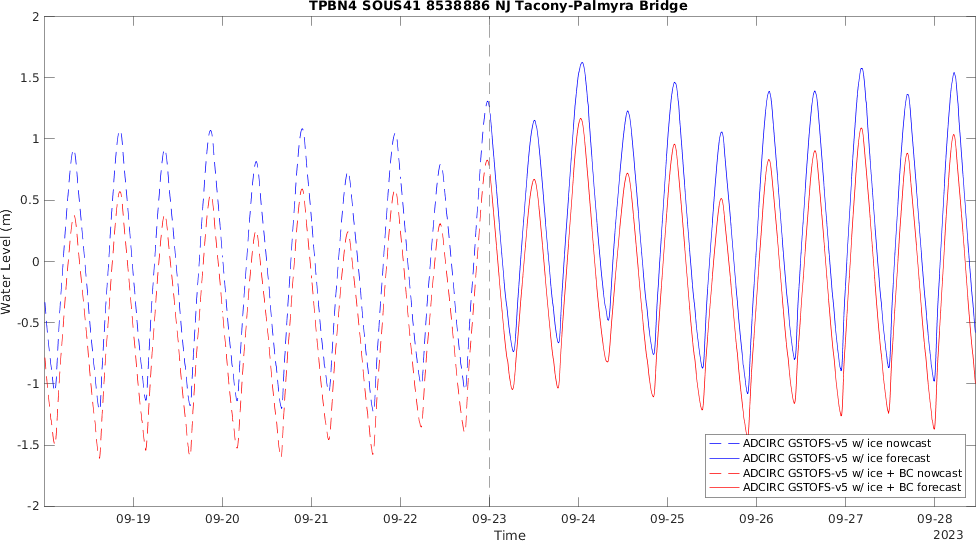 TPBN4 SOUS41 8538886 NJ Tacony-Palmyra Bridge
2
1.5
1
0.5
0
-0.5
-1
-1.5
-2
Water Level (m)
09-19 09-20 09-21 09-22 09-23 09-24 09-25 09-26 09-27 09-28
2023
Time
ADCIRC GSTOFS-v5 w/ ice nowcast
ADCIRC GSTOFS-v5 w/ ice forecast
ADCIRC GSTOFS-v5 w/ ice + BC nowcast
ADCIRC GSTOFS-v5 w/ ice + BC forecast